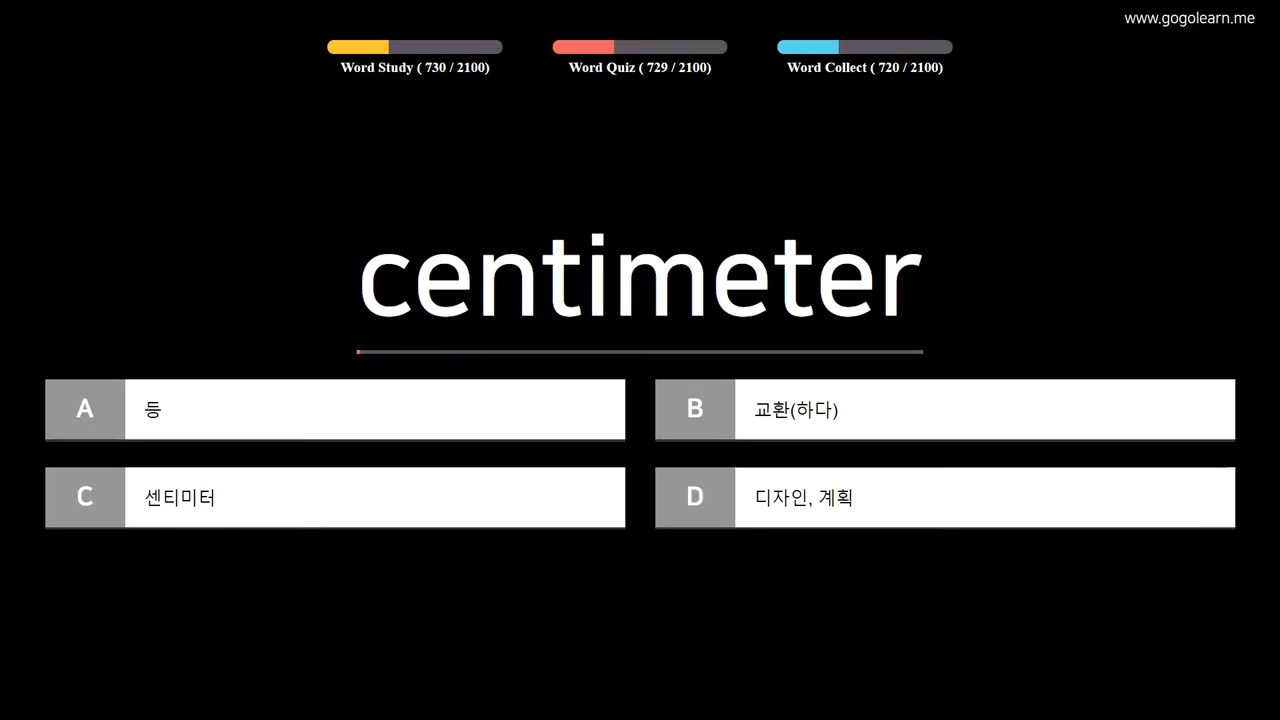 www.gogolearn.me
Word Study ( 730 / 2100)
Word Quiz ( 729 / 2100)
Word Collect ( 720 / 2100)
centimeter
A 등
B 교환(하다)
C 센티미터
D 디자인, 계획